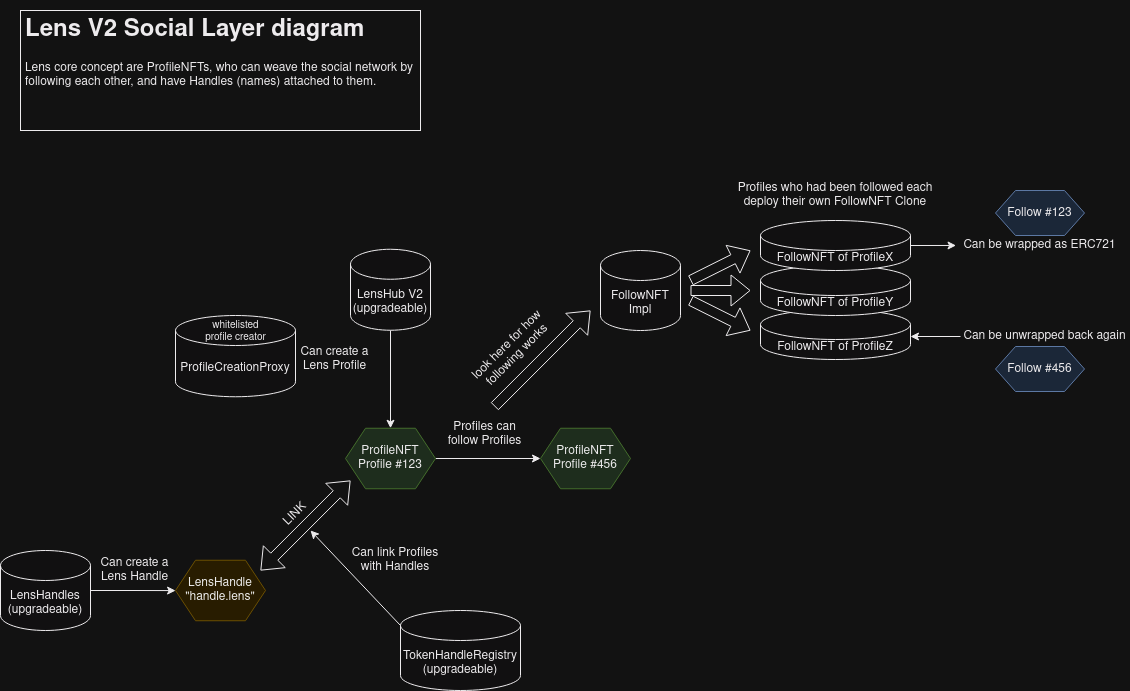 Lens V2 Social Layer diagram
Lens core concept are ProfileNFTs, who can weave the social network by
following each other, and have Handles (names) attached to them.
Profiles who had been followed each
deploy their own FollowNFT Clone
Follow #123
Can be wrapped as ERC721
FollowNFT of ProfileX
FollowNFT of ProfileY
FollowNFT of ProfileZ
Can be unwrapped back again
Follow #456
FollowNFT
Impl
LensHub V2
(upgradeable)
whitelisted
profile creator
ProfileCreationProxy
Can create a
Lens Profile
look here for how
following works
Profiles can
follow Profiles
ProfileNFT
Profile #123
ProfileNFT
Profile #456
LINK
Can link Profiles
with Handles
Can create a
Lens Handle
LensHandles
(upgradeable)
LensHandle
"handle.lens"
TokenHandleRegistry
(upgradeable)